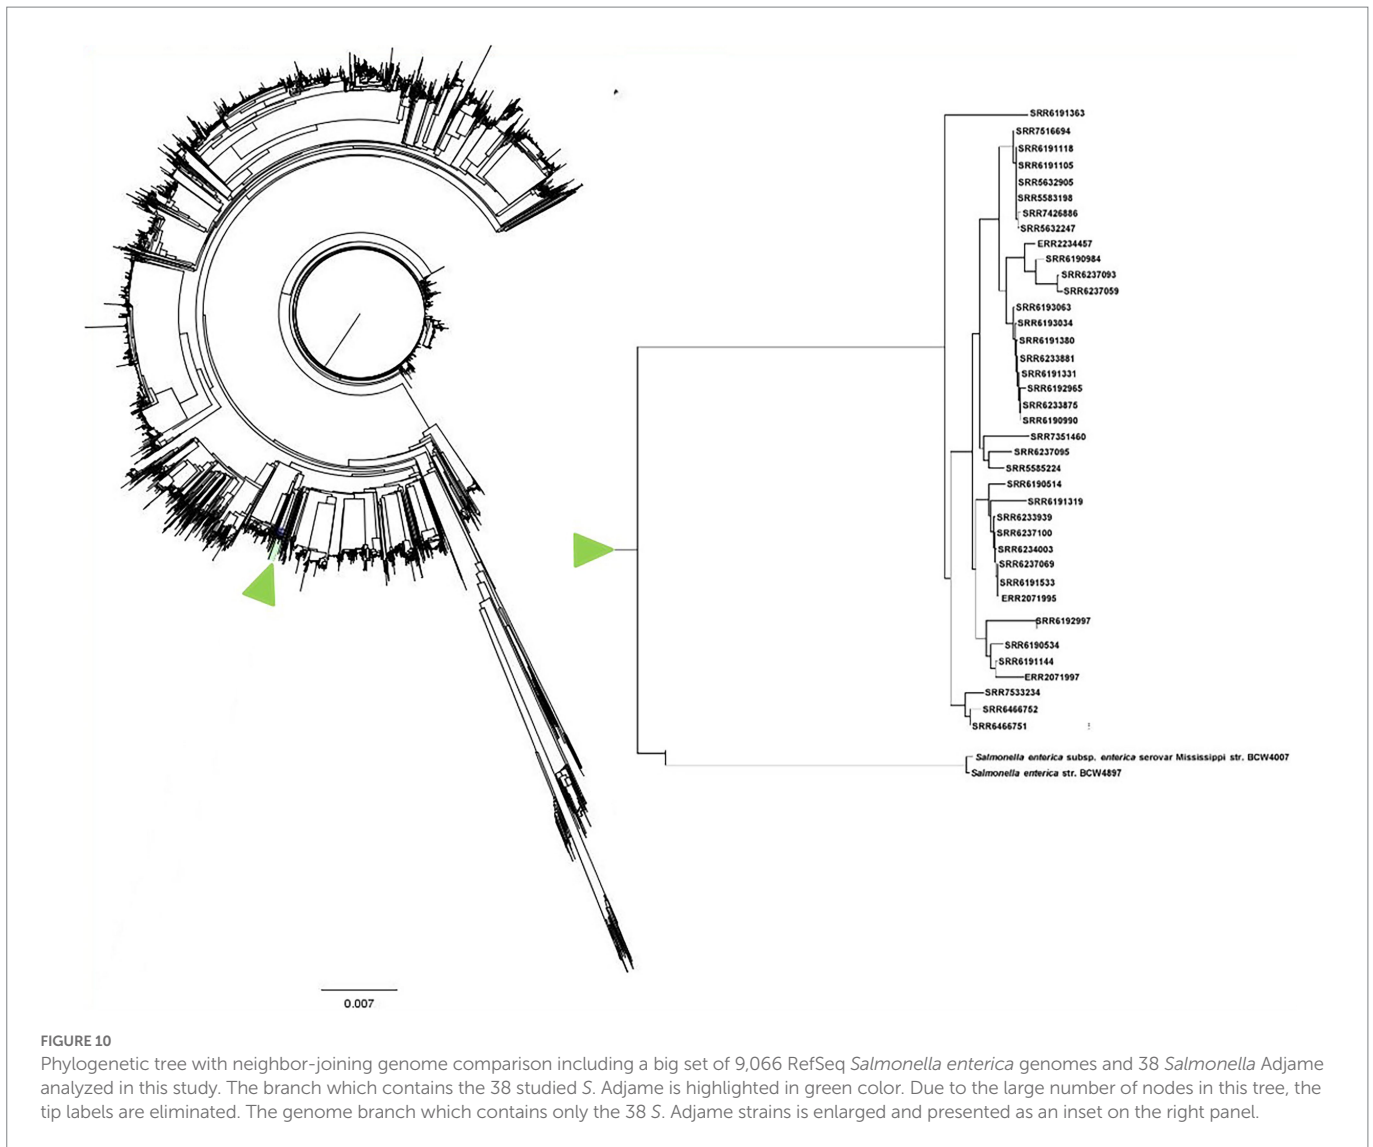 SRR6191363
SRR7516694
SRR6191118
SRR6191105
SRR5632905
SRR5583198
SRR7426886
SRR5632247
ERR2234457
SRR6190984
SRR6237093
SRR6237059
SRR6193063
SRR6193034
SRR6191380
SRR6233881
SRR6191331
SRR6192965
SRR6233875
SRR6190990
SRR7351460
SRR6237095
SRR5585224
SRR6190514
SRR6191319
SRR6233939
SRR6237100
SRR6234003
SRR6237069
SRR6191533
ERR2071995
SRR6192997
SRR6190534
SRR6191144
ERR2071997
SRR7533234
SRR6466752
SRR6466751
Salmonella enterica subsp. enterica serovar Mississippi str. BCW4007
Salmonella enterica str. BCW4897
0.007
FIGURE 10
Phylogenetic tree with neighbor-joining genome comparison including a big set of 9,066 RefSeq Salmonella enterica genomes and 38 Salmonella Adjame
analyzed in this study. The branch which contains the 38 studied S. Adjame is highlighted in green color. Due to the large number of nodes in this tree, the
tip labels are eliminated. The genome branch which contains only the 38 S. Adjame strains is enlarged and presented as an inset on the right panel.